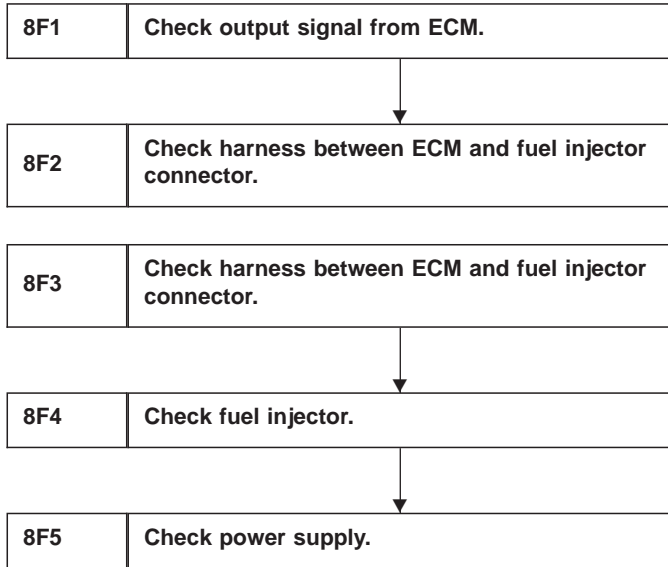 8F1 Check output signal from ECM.
8F2 Check harness between ECM and fuel injector
connector.
8F3 Check harness between ECM and fuel injector
connector.
8F4 Check fuel injector.
8F5 Check power supply.